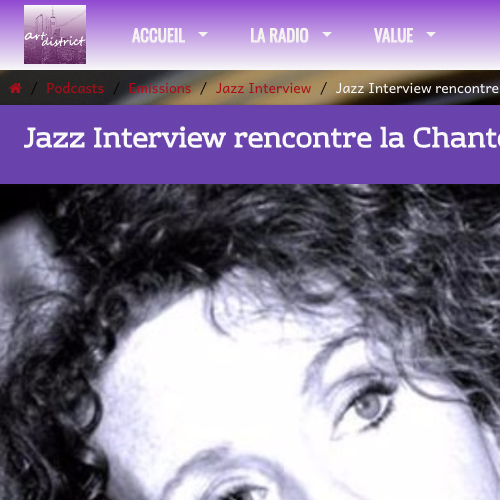 art
district
ACCUEIL LA RADIO VALUE
/ Podcasts / Emissions / Jazz Interview / Jazz Interview rencontre
Jazz Interview rencontre la Chant